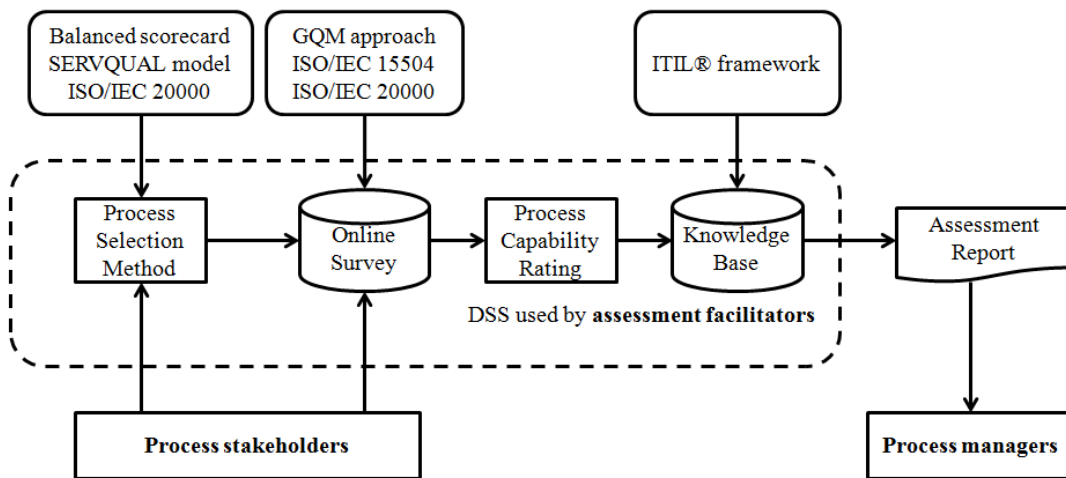 Balanced scorecard
SERVQUAL model
ISO/IEC 20000
GQM approach
ISO/IEC 15504
ISO/IEC 20000
ITIL® framework
Process
Selection
Method
Online
Survey
Process
Capability
Rating
Knowledge
Base
Assessment
Report
DSS used by assessment facilitators
Process stakeholders
Process managers